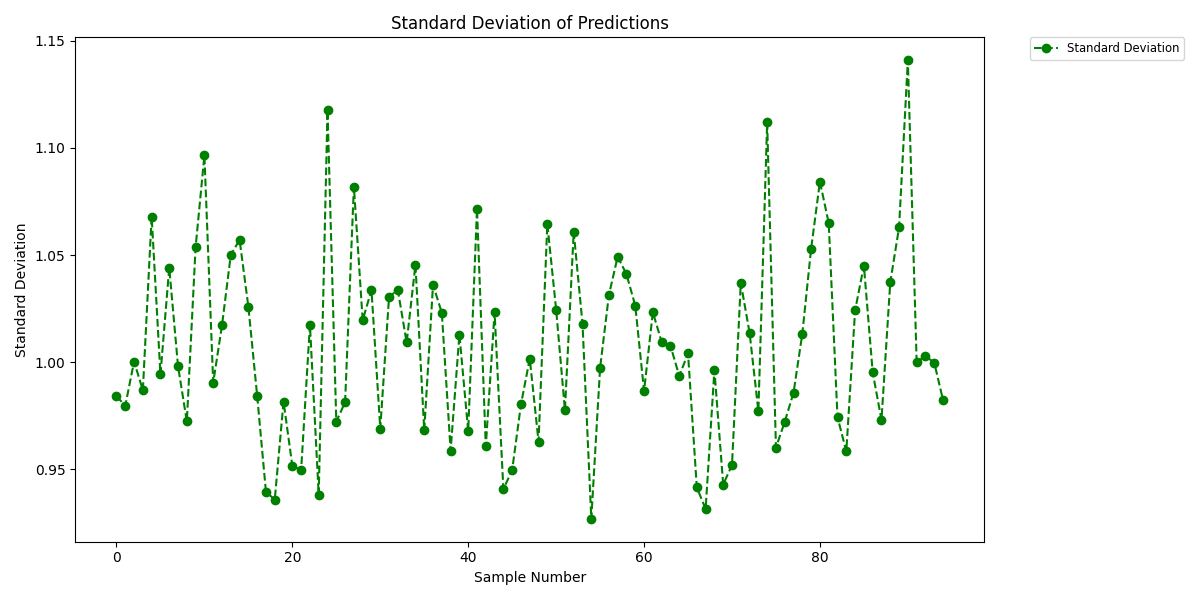 Standard Deviation of Predictions
Standard Deviation
1.15
1.10
1.05
1.00
0.95
Standard Deviation
0
20
40
60
80
Sample Number